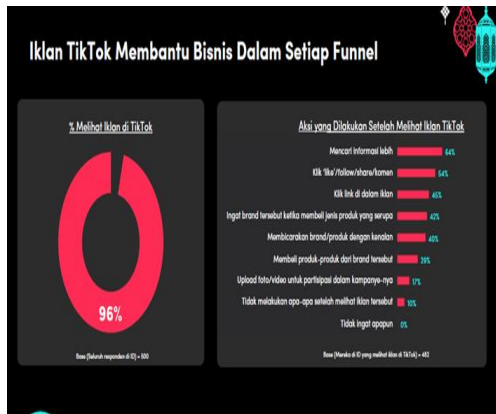 Iklan TikTok Membantu Bisnis Dalam Setiap Funnel
% Melihat Iklan di TikTok
96%
Base (Seluruh responden di ID) = 500
Aksi yang Dilakukan Setelah Melihat Iklan TikTok
Mencari informasi lebih 64%
Klik 'like'/follow/share/komen 54%
Klik link di dalam iklan 45%
Ingat brand tersebut ketika membeli jenis produk yang serupa 42%
Membicarakan brand/produk dengan kenalan 40%
Membeli produk-produk dari brand tersebut 29%
Upload foto/video untuk partisipasi dalam kampanye-nya 17%
Tidak melakukan apa-apa setelah melihat iklan tersebut 10%
Tidak ingat apapun 0%
Base (Mereka di ID yang melihat iklan di TikTok) = 482